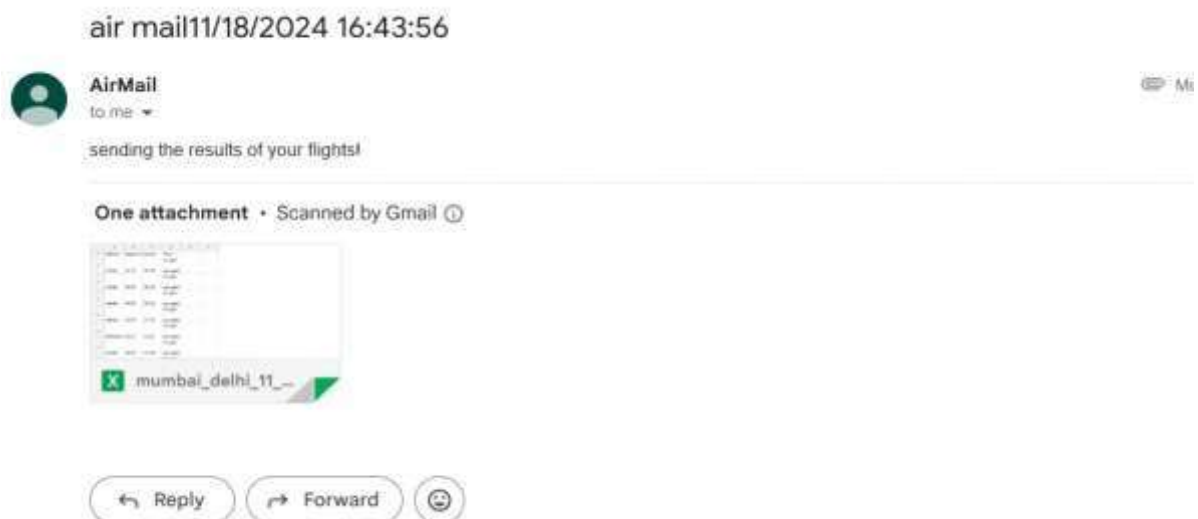 air mail11/18/2024 16:43:56
AirMail
to me
sending the results of your flights!
One attachment • Scanned by Gmail
mumbai_delhi_11_...
Reply
Forward